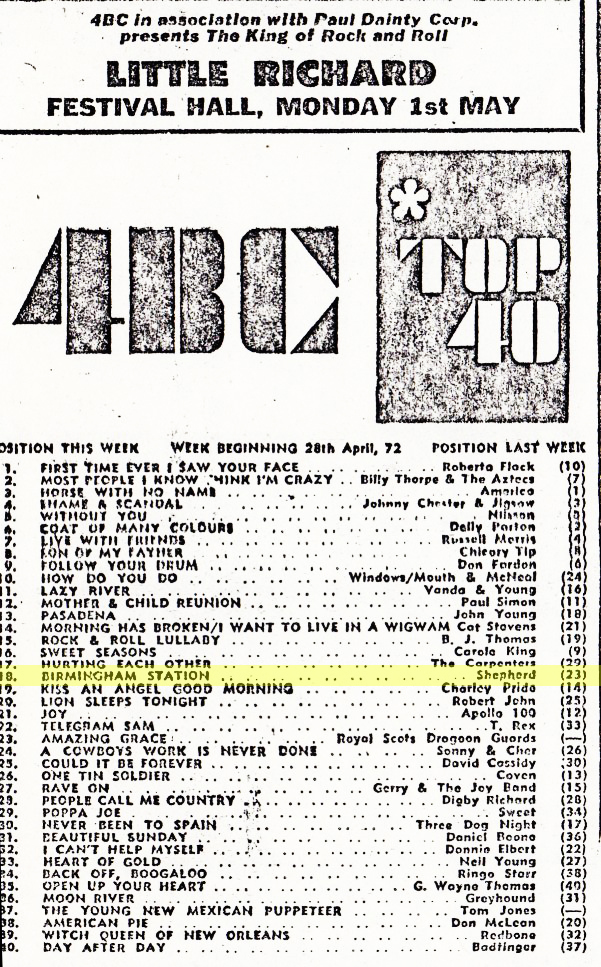 4BC in association with Paul Dainty Corp.
presents The King of Rock and Roll
LITTLE RICHARD
FESTIVAL HALL, MONDAY 1st MAY
4BC
* TOP
40
OSITION THIS WEEK WEEK BEGINNING 28th April, 72 POSITION LAST WEEK
1. FIRST TIME EVER I SAW YOUR FACE . . . . . . . . . . Roberta Flack (10)
2. MOST PEOPLE I KNOW THINK I'M CRAZY . . Billy Thorpe & The Aztecs (7)
3. HORSE WITH NO NAME . . . . . . . . . . America (1)
4. SHAME & SCANDAL . . . . . . Johnny Chester & Jigsaw (3)
5. WITHOUT YOU . . . . . . . . . . Nilsson (5)
6. COAT OF MANY COLOURS . . . . . . . . . . Dolly Parton (2)
7. LIVE WITH FRIENDS . . . . . . . . . . Russell Morris (4)
8. SON OF MY FATHER . . . . . . . . . . Chicory Tip (8)
9. FOLLOW YOUR DRUM . . . . . . . . . . Don Fardon (6)
10. HOW DO YOU DO . . . . . . Windows/Mouth & McNeal (24)
11. LAZY RIVER . . . . . . . . . . Vanda & Young (16)
12. MOTHER & CHILD REUNION . . . . . . . . . . Paul Simon (11)
13. PASADENA . . . . . . . . . . John Young (18)
14. MORNING HAS BROKEN/I WANT TO LIVE IN A WIGWAM Cat Stevens (21)
15. ROCK & ROLL LULLABY . . . . . . . . . . B. J. Thomas (19)
16. SWEET SEASONS . . . . . . . . . . Carole King (9)
17. HURTING EACH OTHER . . . . . . . . . . The Carpenters (29)
18. BIRMINGHAM STATION . . . . . . . . . . Shepherd (23)
19. KISS AN ANGEL GOOD MORNING . . . . . . . . Charley Pride (14)
20. LION SLEEPS TONIGHT . . . . . . . . . . Robert John (25)
21. JOY . . . . . . . . . . Apollo 100 (12)
22. TELEGRAM SAM . . . . . . . . . . T. Rex (33)
23. AMAZING GRACE . . . . . . Royal Scots Dragoon Guards (—)
24. A COWBOYS WORK IS NEVER DONE . . . . . . Sonny & Cher (26)
25. COULD IT BE FOREVER . . . . . . . . . . David Cassidy (30)
26. ONE TIN SOLDIER . . . . . . . . . . Coven (13)
27. RAVE ON . . . . . . . . Gerry & The Joy Band (15)
28. PEOPLE CALL ME COUNTRY . . . . . . . . Digby Richard (28)
29. POPPA JOE . . . . . . . . . . Sweet (34)
30. NEVER BEEN TO SPAIN . . . . . . . . Three Dog Night (17)
31. BEAUTIFUL SUNDAY . . . . . . . . . . Daniel Boone (36)
32. I CAN'T HELP MYSELF . . . . . . . . . . Donnie Elbert (22)
33. HEART OF GOLD . . . . . . . . . . Neil Young (27)
34. BACK OFF, BOOGALOO . . . . . . . . . . Ringo Starr (38)
35. OPEN UP YOUR HEART . . . . . . . . G. Wayne Thomas (40)
36. MOON RIVER . . . . . . . . . . Greyhound (31)
37. THE YOUNG NEW MEXICAN PUPPETEER . . . . . . Tom Jones (—)
38. AMERICAN PIE . . . . . . . . . . Don McLean (20)
39. WITCH QUEEN OF NEW ORLEANS . . . . . . . . Redbone (32)
40. DAY AFTER DAY . . . . . . . . . . Badfinger (37)